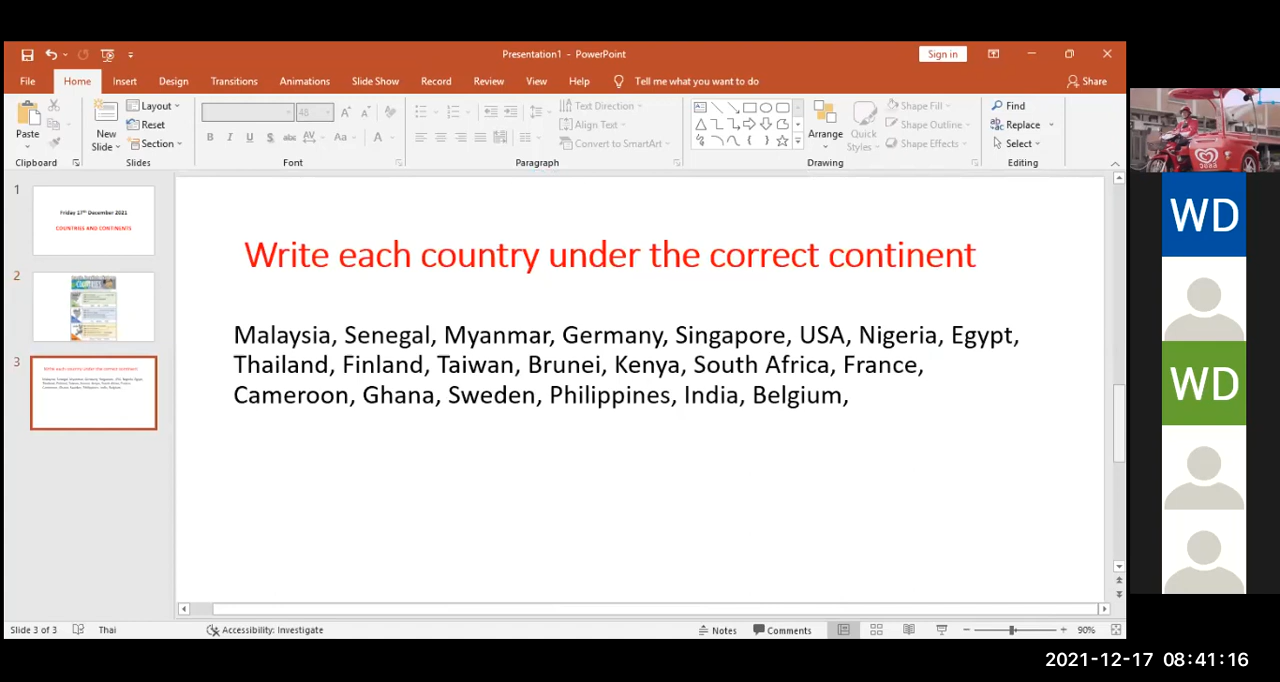 Presentation1 - PowerPoint
Sign in
File Home Insert Design Transitions Animations Slide Show Record Review View Help Tell me what you want to do Share
Paste
Clipboard
New Slide
Layout
Reset
Section
Slides
48
Font
Text Direction
Align Text
Convert to SmartArt
Paragraph
Arrange
Quick Styles
Shape Fill
Shape Outline
Shape Effects
Drawing
Find
Replace
Select
Editing
1
Friday 17th December 2021
COUNTRIES AND CONTINENTS
2
3
Write each country under the correct continent
Malaysia, Senegal, Myanmar, Germany, Singapore, USA, Nigeria, Egypt,
Thailand, Finland, Taiwan, Brunei, Kenya, South Africa, France,
Cameroon, Ghana, Sweden, Philippines, India, Belgium,
WD
WD
Slide 3 of 3 Thai Accessibility: Investigate Notes Comments 90%
2021-12-17 08:41:16